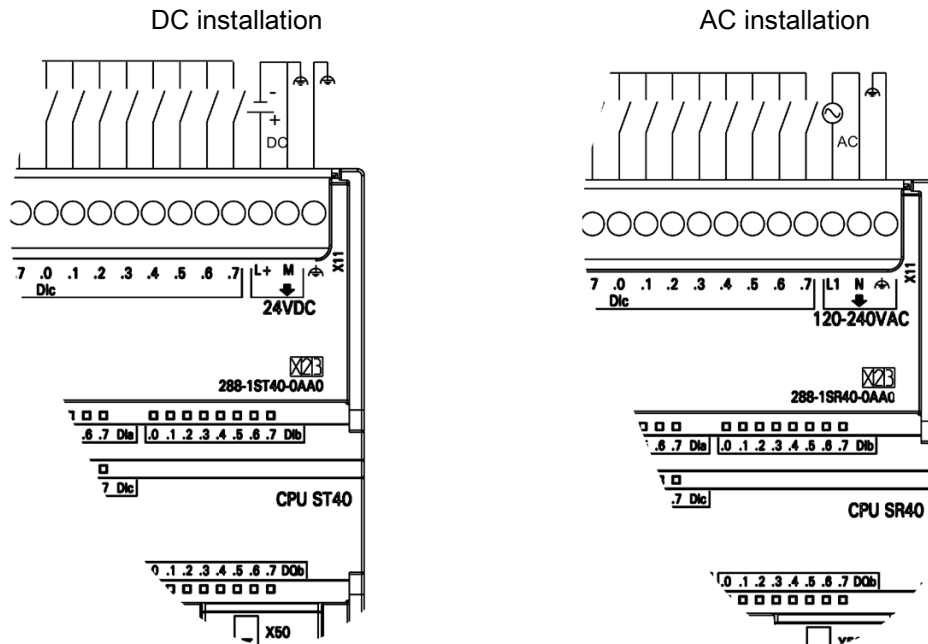 DC installation
-
+
DC
.7 .0 .1 .2 .3 .4 .5 .6 .7 L+ M
DIc
24VDC
X11
X23
288-1ST40-0AA0
.6 .7 DIa .0 .1 .2 .3 .4 .5 .6 .7 DIb
7 DIc
CPU ST40
.0 .1 .2 .3 .4 .5 .6 .7 DQb
X50
AC installation
AC
7 .0 .1 .2 .3 .4 .5 .6 .7 L1 N
DIc
120-240VAC
X11
X23
288-1SR40-0AA0
.6 .7 DIa .0 .1 .2 .3 .4 .5 .6 .7 DIb
.7 DIc
CPU SR40
.0 .1 .2 .3 .4 .5 .6 .7 DQb